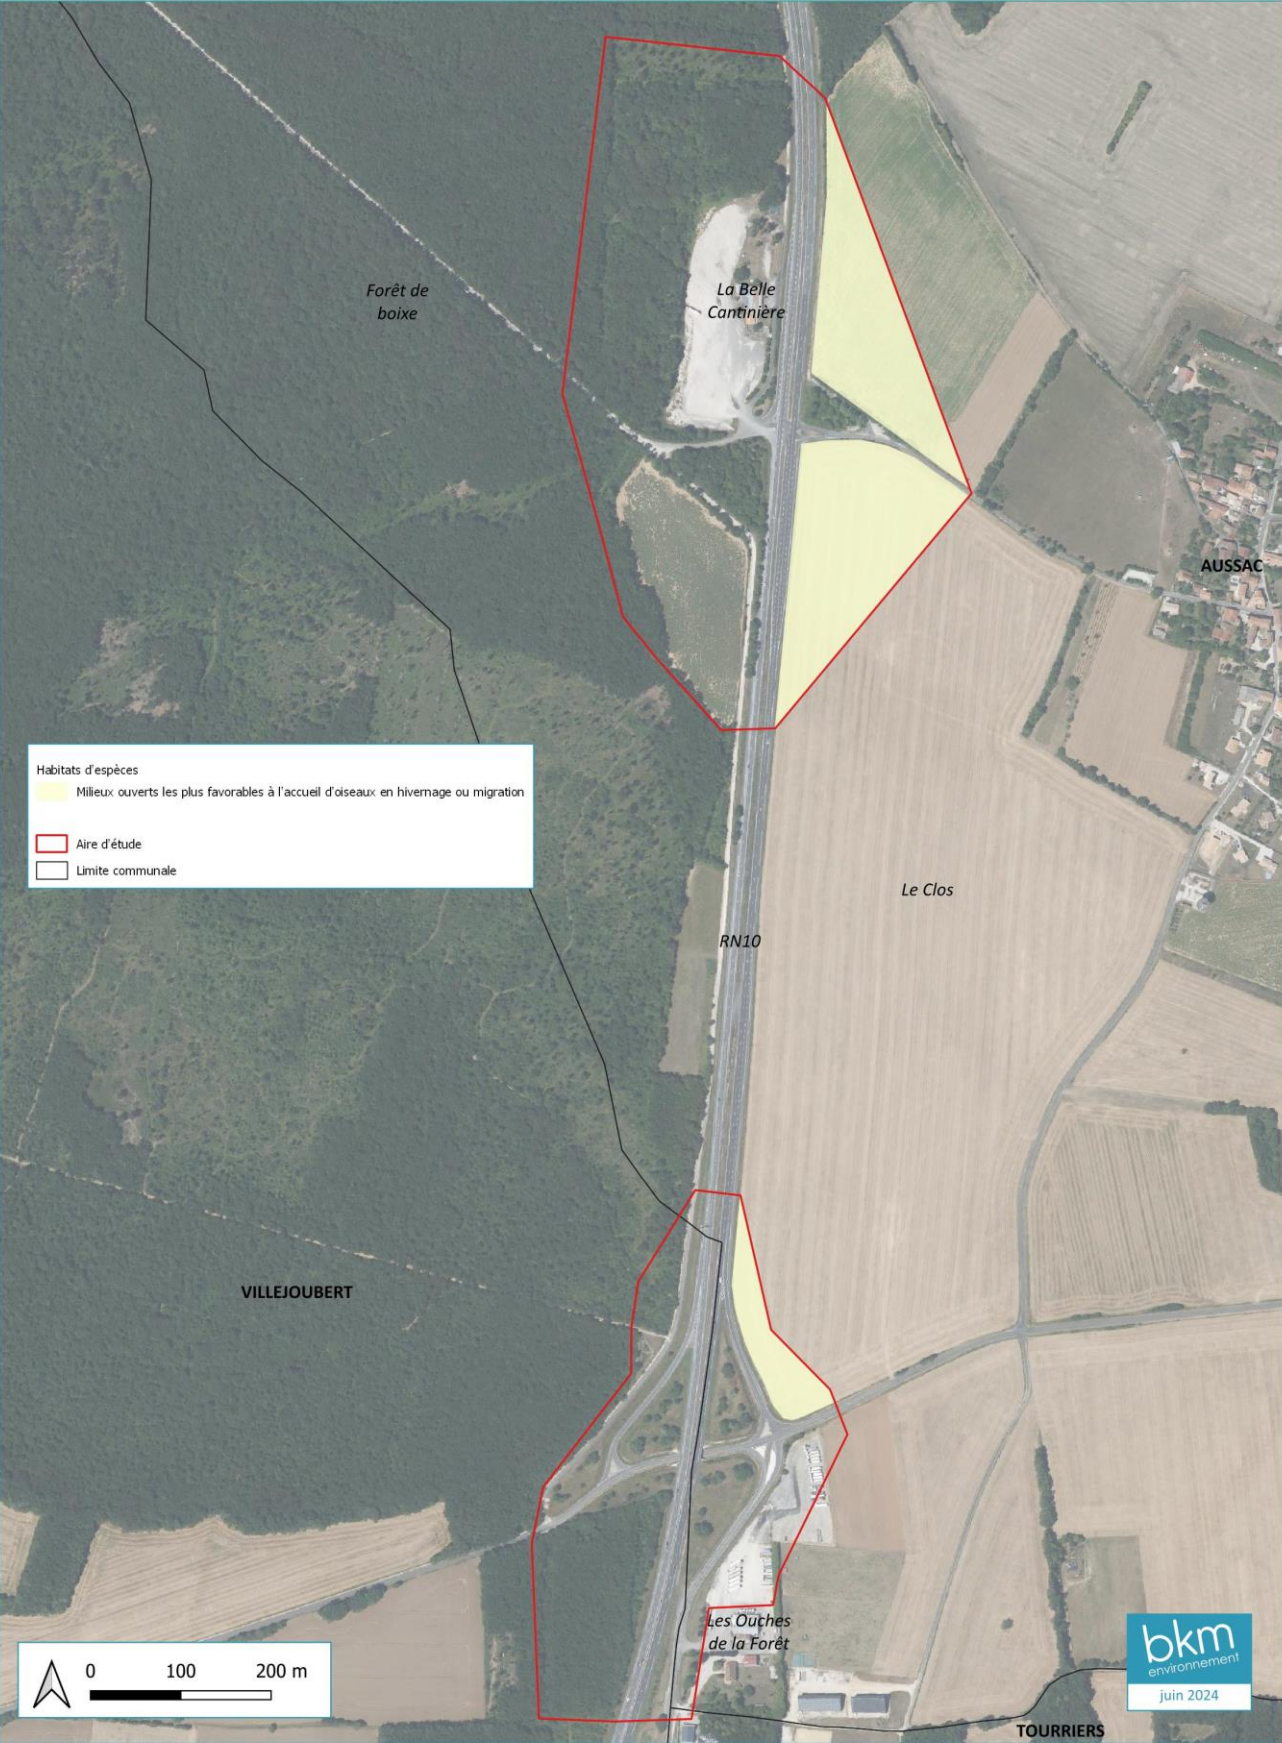 Forêt de
boixe
La Belle
Cantinière
AUSSAC
Habitats d'espèces
Milieux ouverts les plus favorables à l'accueil d'oiseaux en hivernage ou migration
Aire d'étude
Limite communale
Le Clos
RN10
VILLEJOUBERT
Les Ouches
de la Forêt
0 100 200 m
bkm
environnement
juin 2024
TOURRIERS